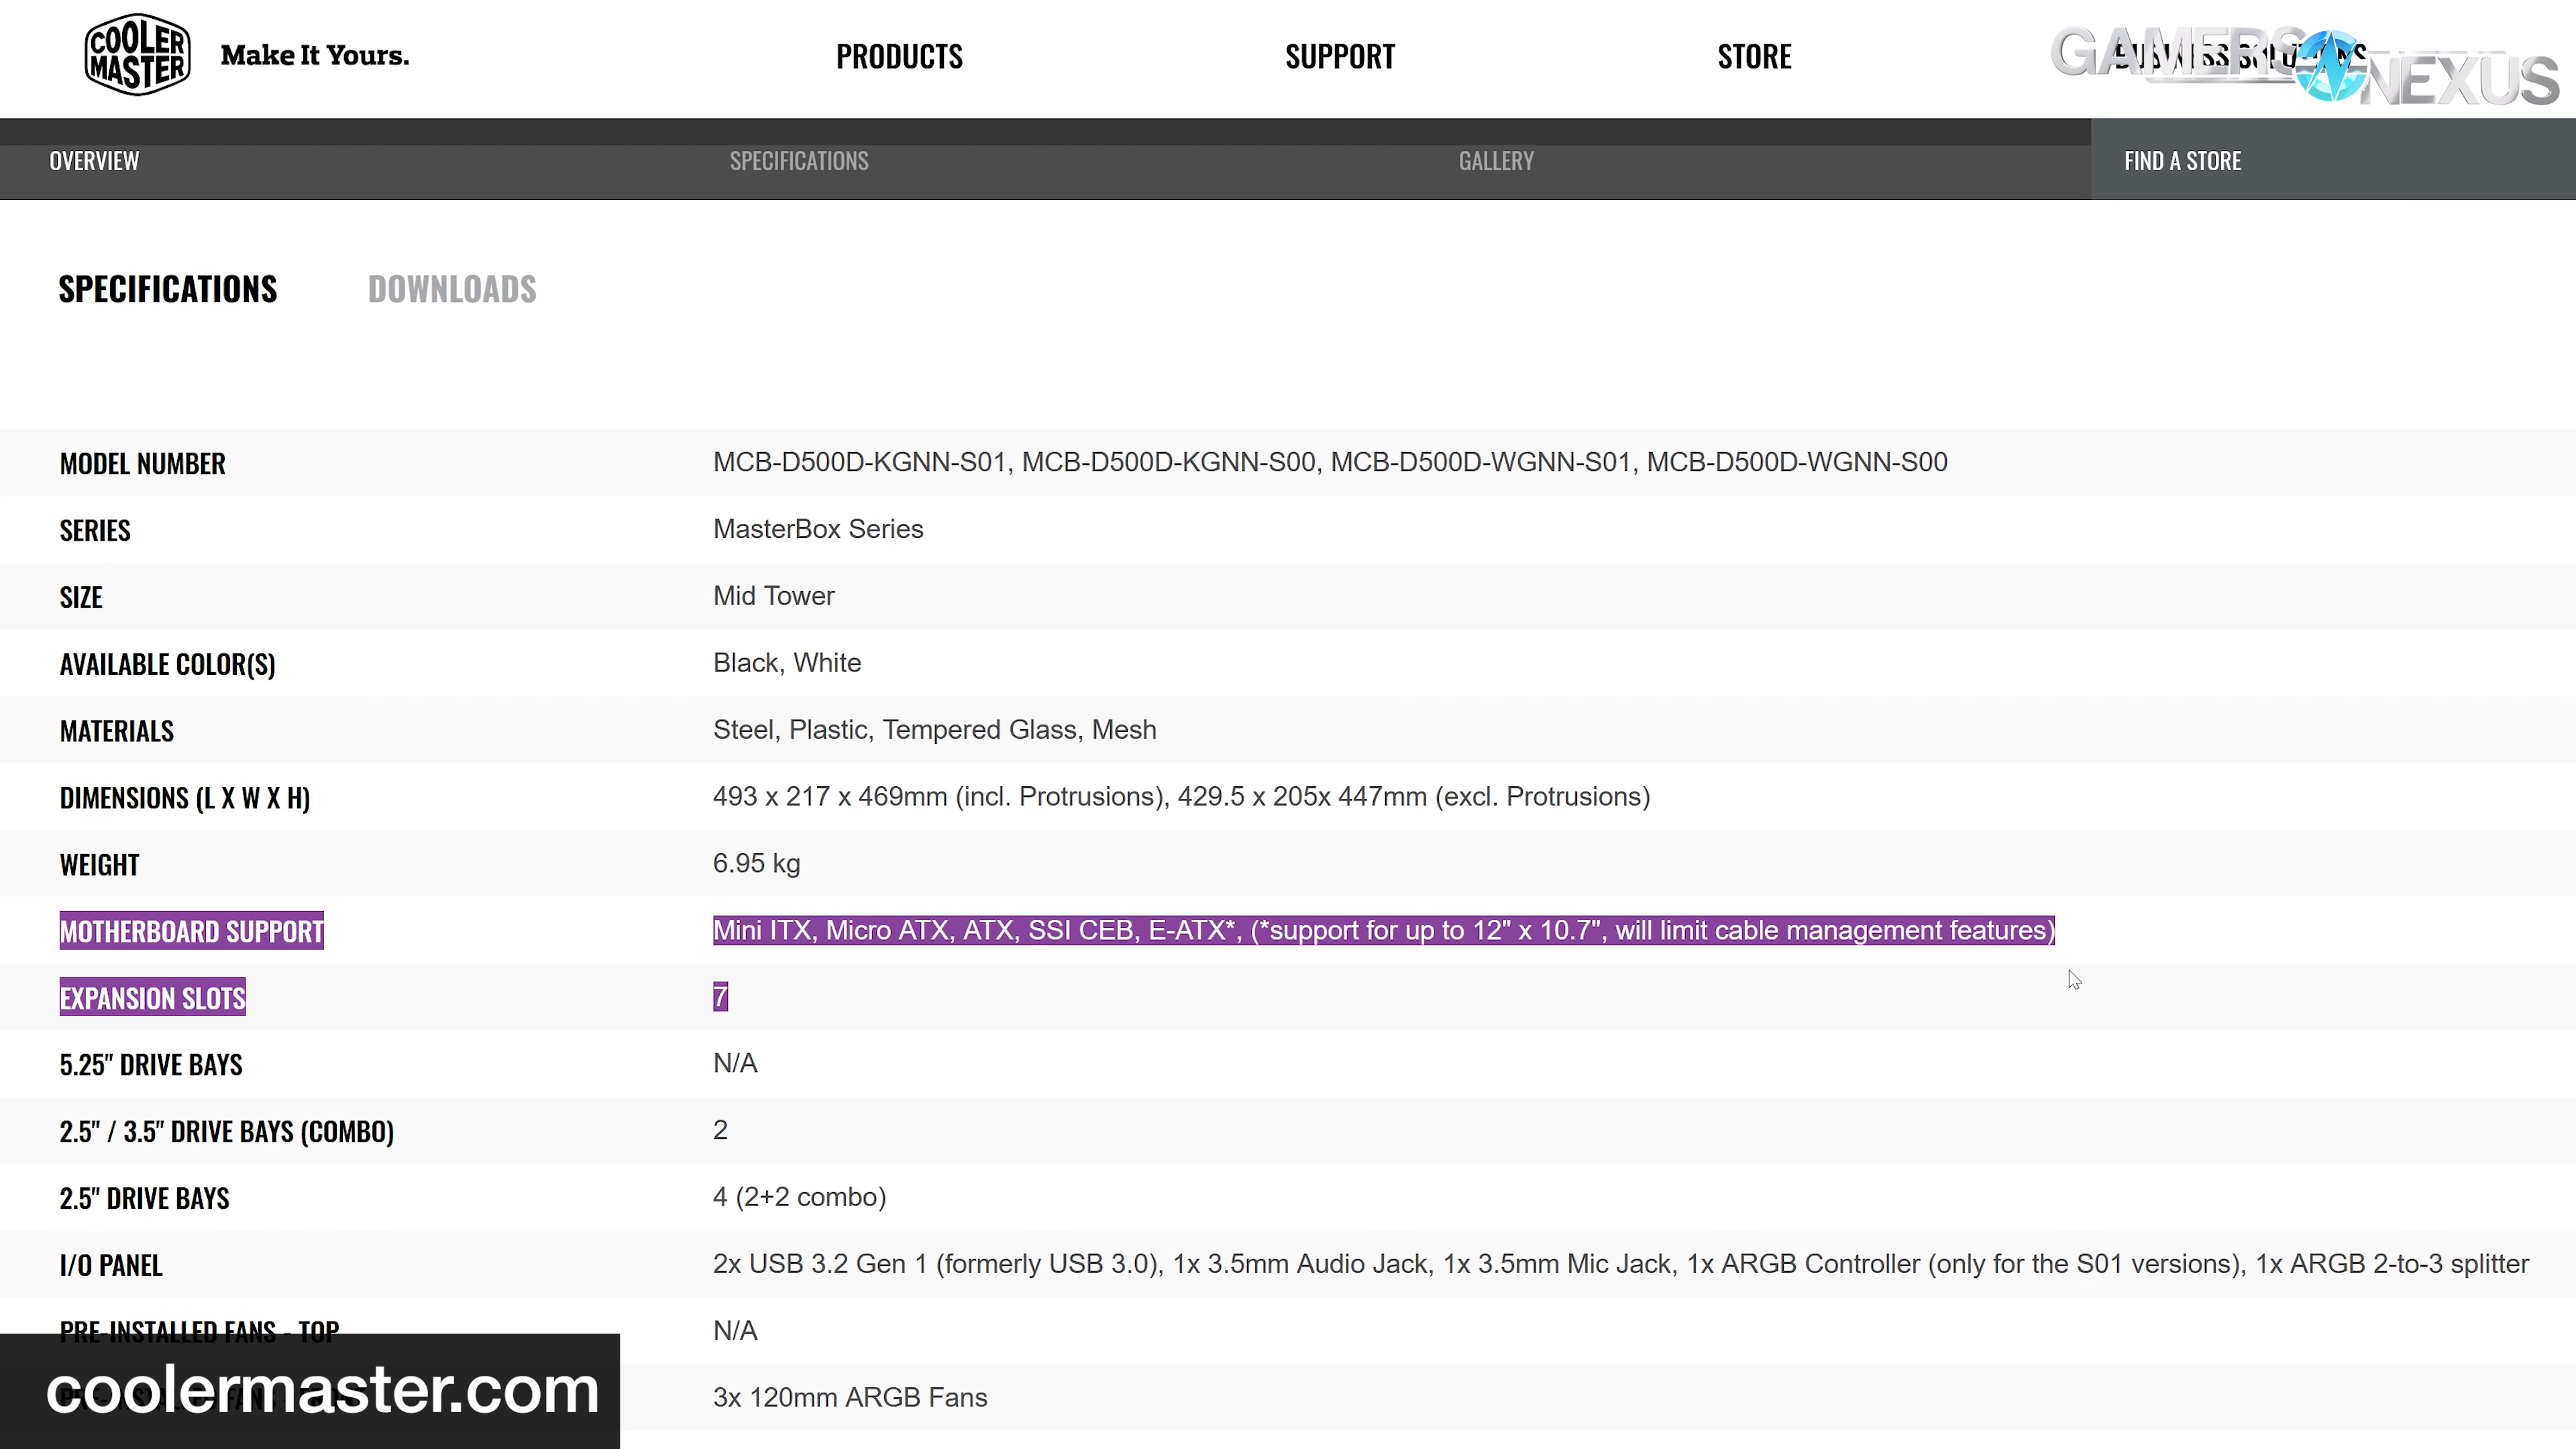 COOLER MASTER Make It Yours. PRODUCTS SUPPORT STORE BUSINESS SOLUTIONS
GAMERS NEXUS
OVERVIEW SPECIFICATIONS GALLERY FIND A STORE
SPECIFICATIONS DOWNLOADS
MODEL NUMBER MCB-D500D-KGNN-S01, MCB-D500D-KGNN-S00, MCB-D500D-WGNN-S01, MCB-D500D-WGNN-S00
SERIES MasterBox Series
SIZE Mid Tower
AVAILABLE COLOR(S) Black, White
MATERIALS Steel, Plastic, Tempered Glass, Mesh
DIMENSIONS (L X W X H) 493 x 217 x 469mm (incl. Protrusions), 429.5 x 205x 447mm (excl. Protrusions)
WEIGHT 6.95 kg
MOTHERBOARD SUPPORT Mini ITX, Micro ATX, ATX, SSI CEB, E-ATX*, (*support for up to 12" x 10.7", will limit cable management features)
EXPANSION SLOTS 7
5.25" DRIVE BAYS N/A
2.5" / 3.5" DRIVE BAYS (COMBO) 2
2.5" DRIVE BAYS 4 (2+2 combo)
I/O PANEL 2x USB 3.2 Gen 1 (formerly USB 3.0), 1x 3.5mm Audio Jack, 1x 3.5mm Mic Jack, 1x ARGB Controller (only for the S01 versions), 1x ARGB 2-to-3 splitter
PRE-INSTALLED FANS - TOP N/A
3x 120mm ARGB Fans
coolermaster.com